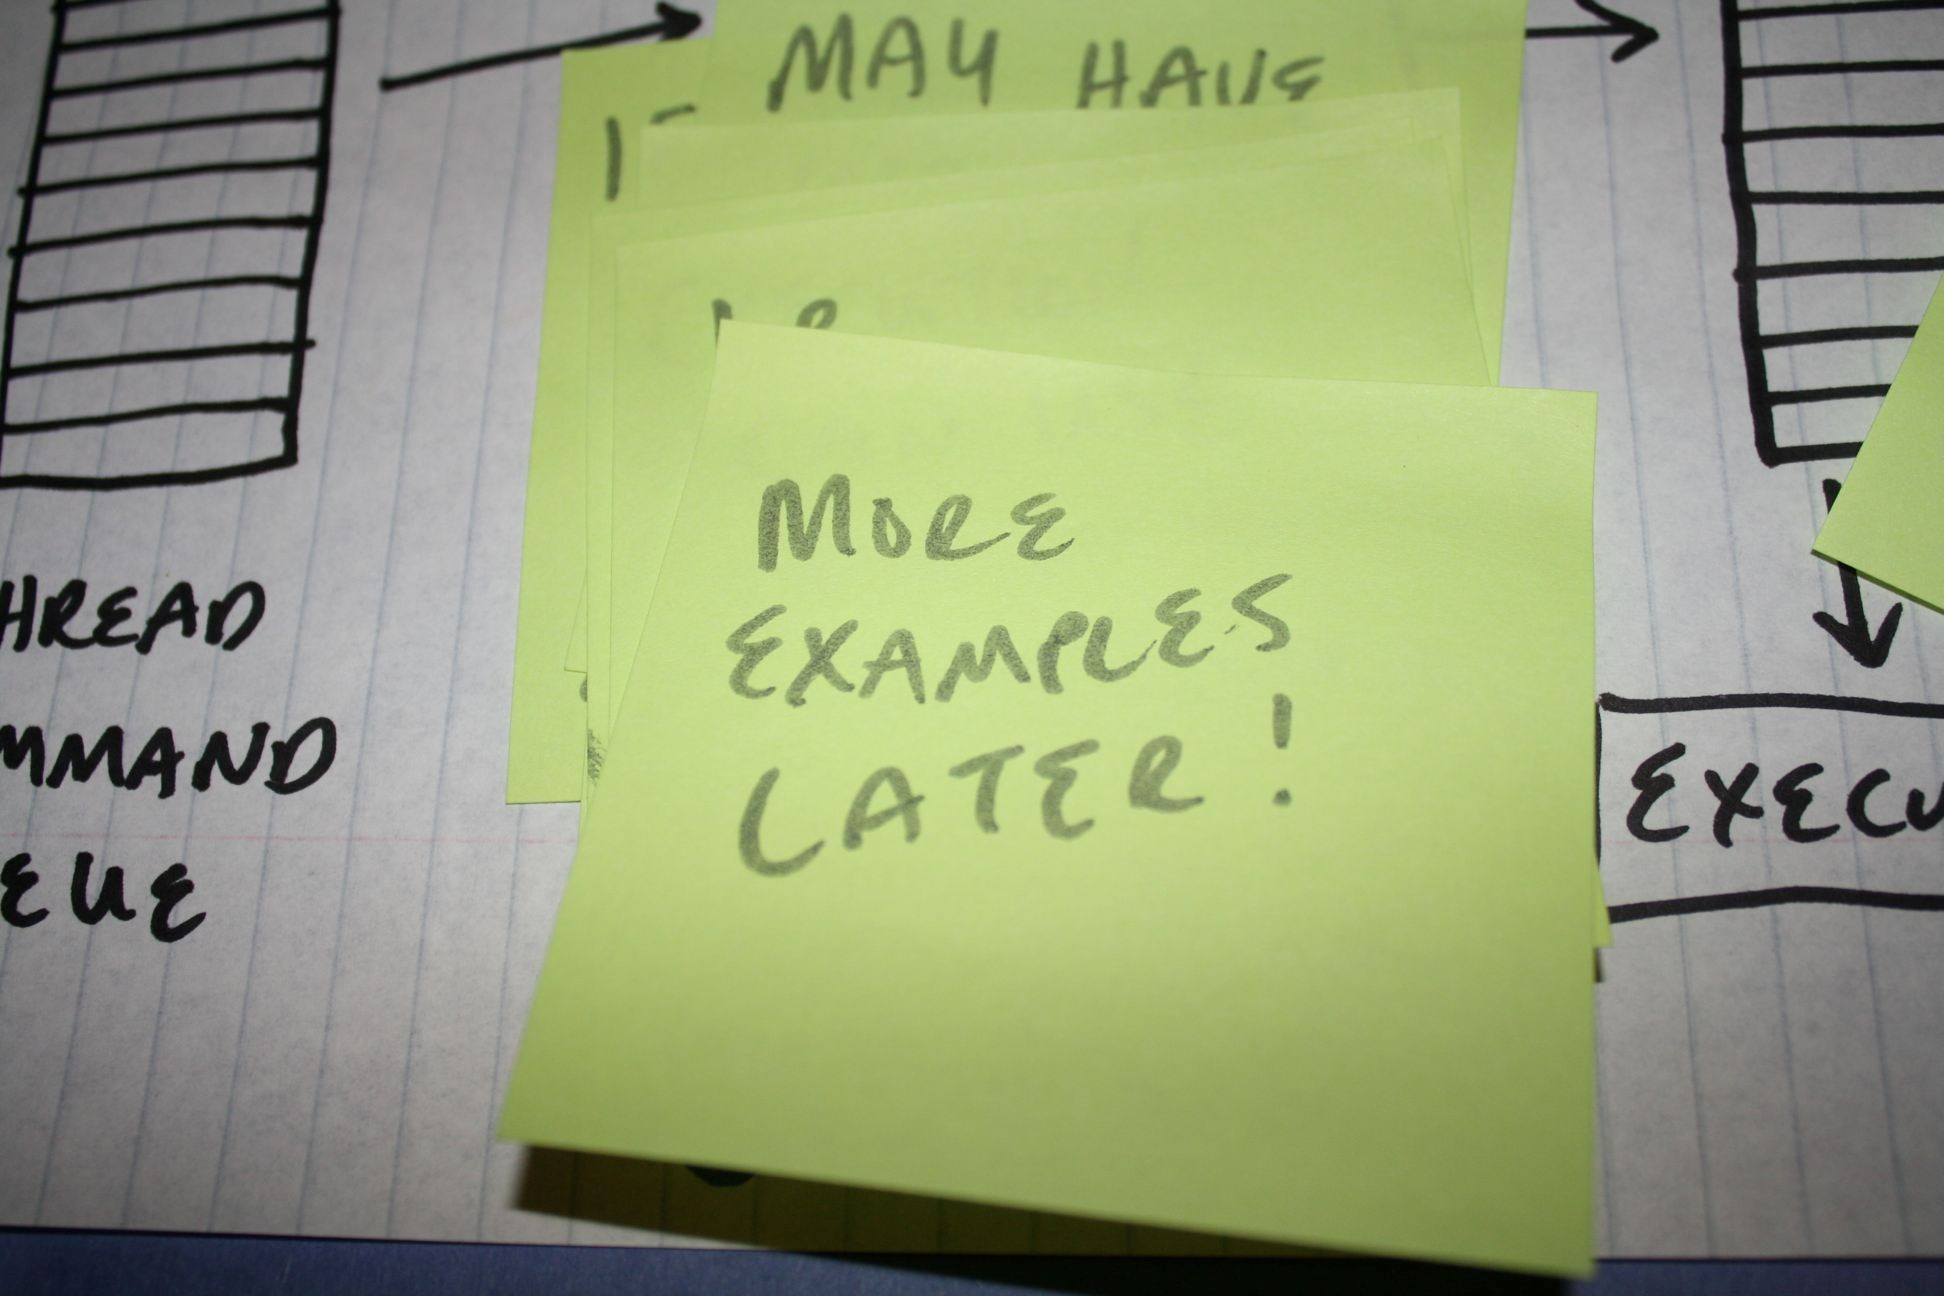 MAY HAVE
MORE
EXAMPLES
LATER!
HREAD
MMAND
EUE
EXECU